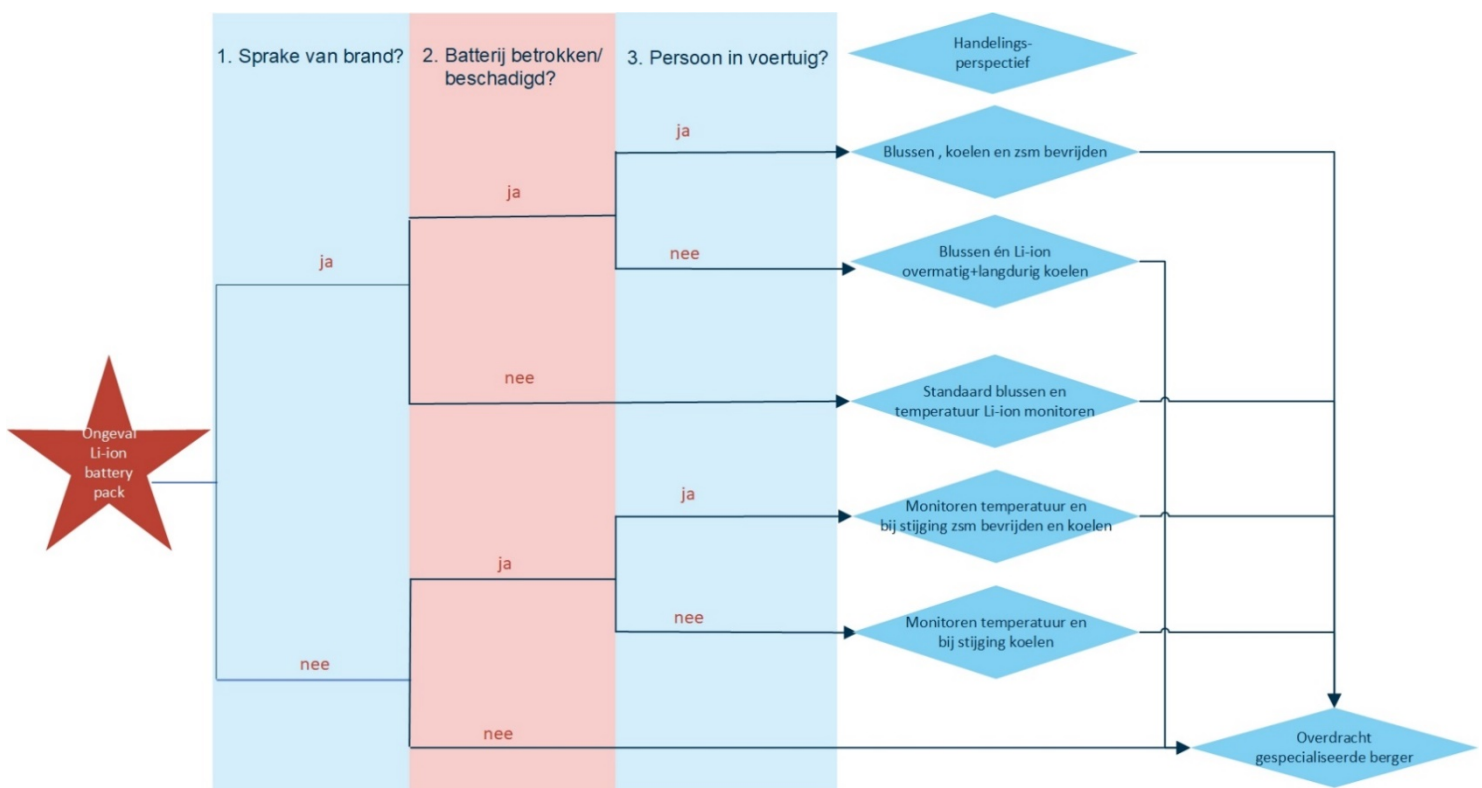 1. Sprake van brand?
2. Batterij betrokken/
beschadigd?
3. Persoon in voertuig?
Handelings-
perspectief
ja
Blussen , koelen en zsm bevrijden
ja
nee
Blussen én Li-ion
overmatig+langdurig koelen
ja
nee
Standaard blussen en
temperatuur Li-ion monitoren
Ongeval
Li-ion
battery
pack
ja
Monitoren temperatuur en
bij stijging zsm bevrijden en koelen
ja
nee
Monitoren temperatuur en
bij stijging koelen
nee
nee
Overdracht
gespecialiseerde berger